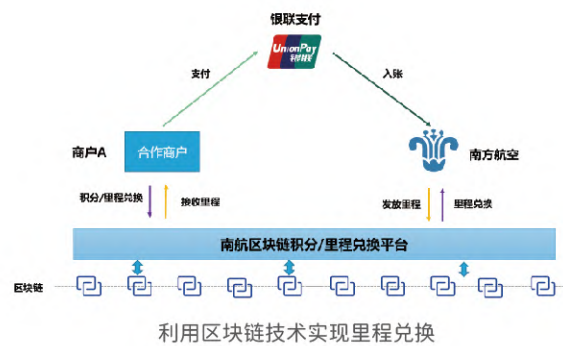 银联支付
UnionPay
银联
支付
入账
商户A
合作商户
南方航空
积分/里程兑换
接收里程
发放里程
里程兑换
南航区块链积分/里程兑换平台
区块链
利用区块链技术实现里程兑换